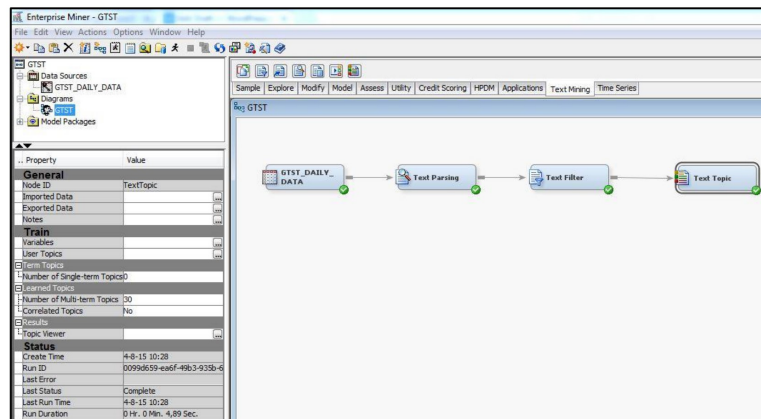 Enterprise Miner - GTST
File Edit View Actions Options Window Help
GTST
Data Sources
GTST_DAILY_DATA
Diagrams
GTST
Model Packages
Sample Explore Modify Model Assess Utility Credit Scoring HPDM Applications Text Mining Time Series
GTST
.. Property Value
General
Node ID TextTopic
Imported Data ...
Exported Data ...
Notes ...
Train
Variables ...
User Topics ...
Term Topics
Number of Single-term Topics 0
Learned Topics
Number of Multi-term Topics 30
Correlated Topics No
Results
Topic Viewer ...
Status
Create Time 4-8-15 10:28
Run ID 0099d659-ea6f-49b3-935b-6
Last Error
Last Status Complete
Last Run Time 4-8-15 10:28
Run Duration 0 Hr. 0 Min. 4,89 Sec.
GTST_DAILY_
DATA
Text Parsing
Text Filter
Text Topic